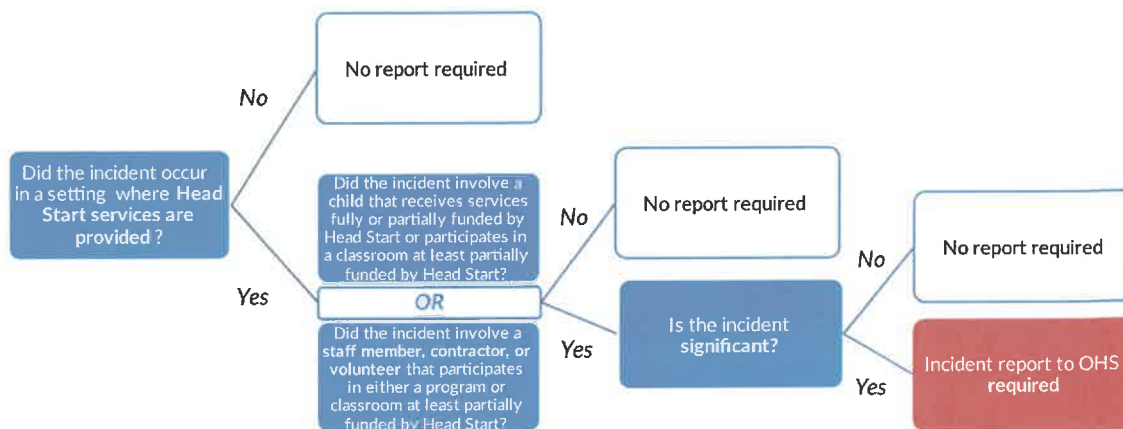 No report required
No
Did the incident occur
in a setting where Head
Start services are
provided ?
Yes
Did the incident involve a
child that receives services
fully or partially funded by
Head Start or participates in
a classroom at least partially
funded by Head Start?
OR
Did the incident involve a
staff member, contractor, or
volunteer that participates
in either a program or
classroom at least partially
funded by Head Start?
No
No report required
Yes
Is the incident
significant?
No
No report required
Yes
Incident report to OHS
required